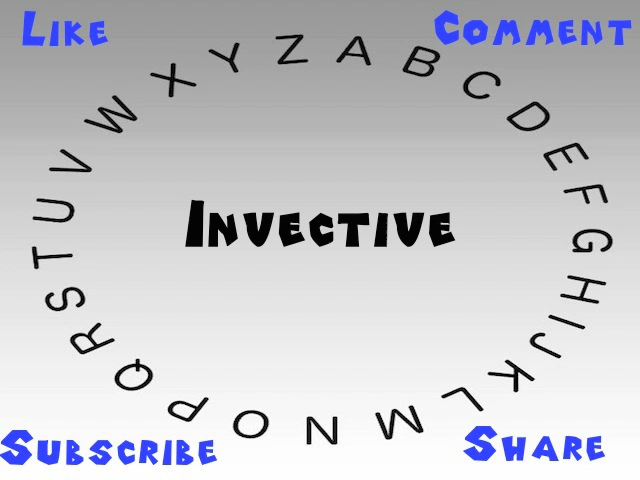 Like
Comment
A B C D E F G H I J K L M N O P Q R S T U V W X Y Z
Invective
Subscribe
Share